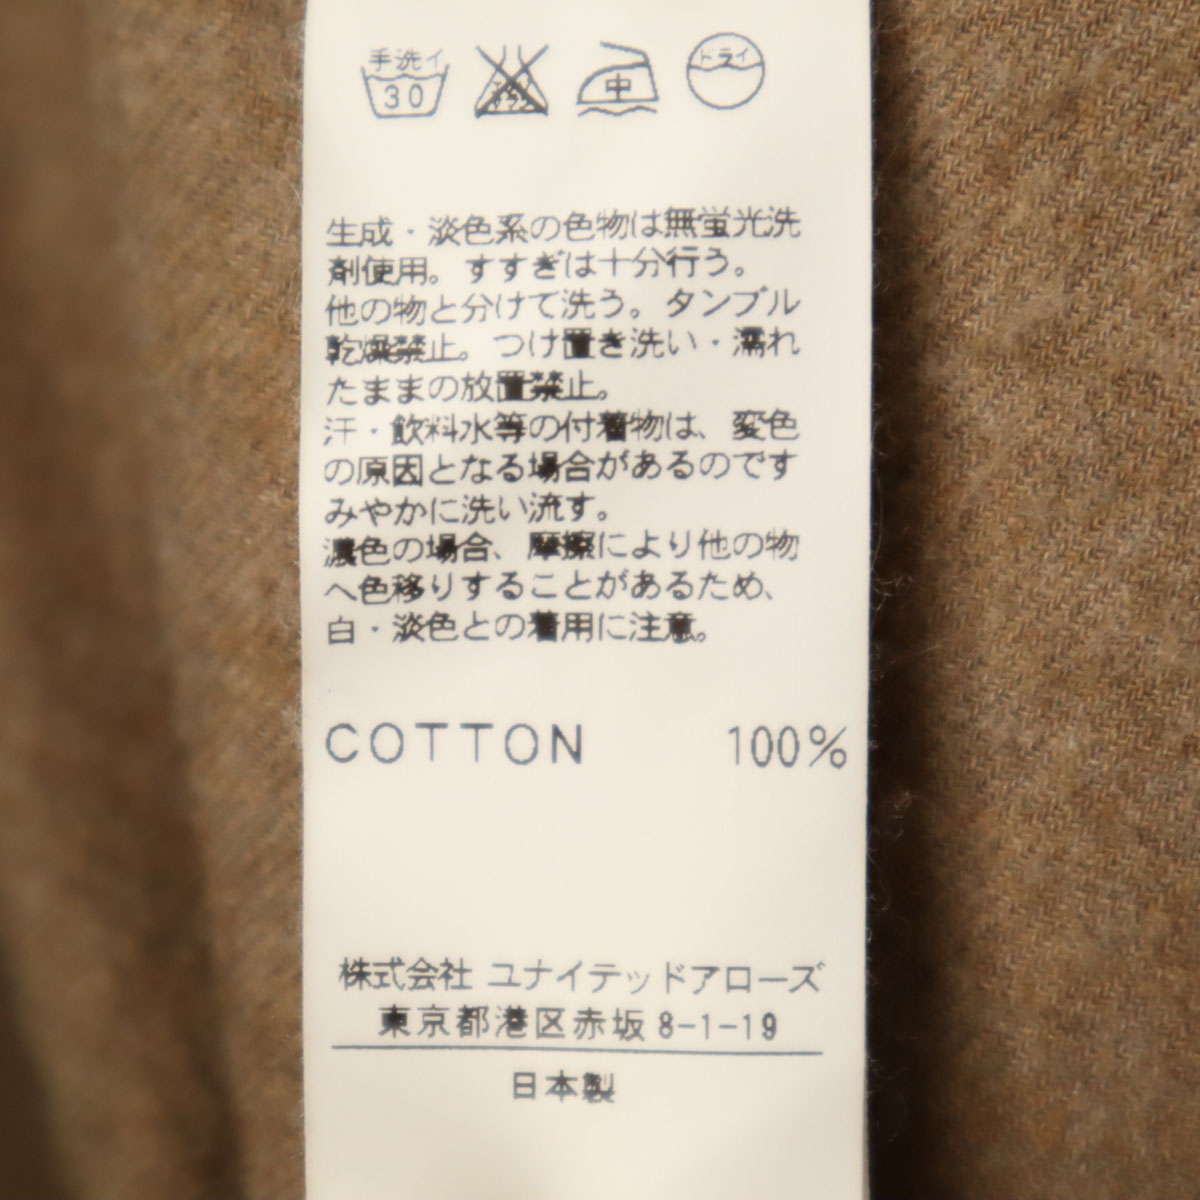 手洗イ 30 中 ドライ
生成・淡色系の色物は無蛍光洗
剤使用。すすぎは十分行う。
他の物と分けて洗う。タンブル
乾燥禁止。つけ置き洗い・濡れ
たままの放置禁止。
汗・飲料水等の付着物は、変色
の原因となる場合があるのです
みやかに洗い流す。
濃色の場合、摩擦により他の物
へ色移りすることがあるため、
白・淡色との着用に注意。
COTTON 100%
株式会社 ユナイテッドアローズ
東京都港区赤坂8-1-19
日本製